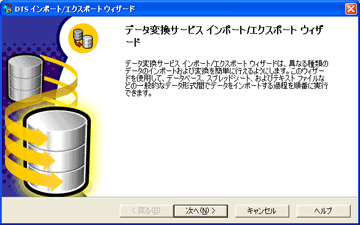 DTS インポート/エクスポートウィザード
データ変換サービス インポート/エクスポート ウィザ
ード
データ変換サービス インポート/エクスポート ウィザードは、異なる種類の
データのインポートおよび変換を簡単に行えるようにします。このウィザー
ドを使用して、データベース、スプレッドシート、およびテキスト ファイルな
どの一般的なデータ形式間でデータをインポートする過程を順番に実行
できます。
< 戻る(B)
次へ(N) >
キャンセル
ヘルプ